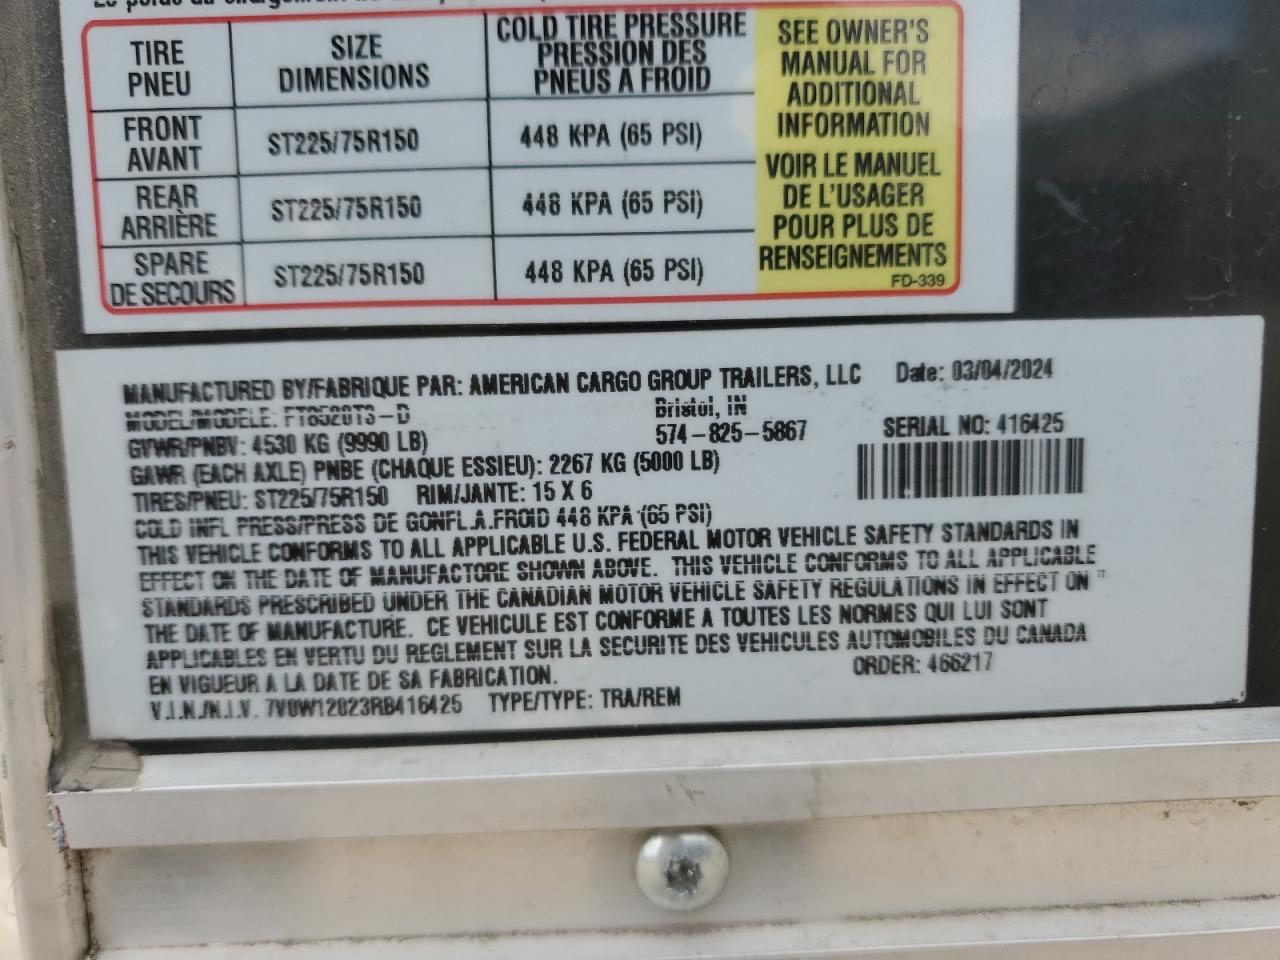 TIRE PNEU
SIZE DIMENSIONS
COLD TIRE PRESSURE PRESSION DES PNEUS A FROID
SEE OWNER'S
MANUAL FOR
ADDITIONAL
INFORMATION
VOIR LE MANUEL
DE L'USAGER
POUR PLUS DE
RENSEIGNEMENTS
FD-339
FRONT AVANT ST225/75R150 448 KPA (65 PSI)
REAR ARRIÈRE ST225/75R150 448 KPA (65 PSI)
SPARE DE SECOURS ST225/75R150 448 KPA (65 PSI)
MANUFACTURED BY/FABRIQUE PAR: AMERICAN CARGO GROUP TRAILERS, LLC Date: 03/04/2024
MODEL/MODELE: Bristol, IN
GVWR/PNBV: 4530 KG (9990 LB) 574-825-5867 SERIAL NO: 416425
GAWR (EACH AXLE) PNBE (CHAQUE ESSIEU): 2267 KG (5000 LB)
TIRES/PNEU: ST225/75R150 RIM/JANTE: 15 X 6
COLD INFL PRESS/PRESS DE GONFL.A.FROID 448 KPA (65 PSI)
THIS VEHICLE CONFORMS TO ALL APPLICABLE U.S. FEDERAL MOTOR VEHICLE SAFETY STANDARDS IN
EFFECT ON THE DATE OF MANUFACTORE SHOWN ABOVE. THIS VEHICLE CONFORMS TO ALL APPLICABLE
STANDARDS PRESCRIBED UNDER THE CANADIAN MOTOR VEHICLE SAFETY REGULATIONS IN EFFECT ON
THE DATE OF MANUFACTURE. CE VEHICULE EST CONFORME A TOUTES LES NORMES QUI LUI SONT
APPLICABLES EN VERTU DU REGLEMENT SUR LA SECURITE DES VEHICULES AUTOMOBILES DU CANADA
EN VIGUEUR A LA DATE DE SA FABRICATION. ORDER: 466217
V.I.N./N.I.V. 7V0W12023RB416425 TYPE/TYPE: TRA/REM